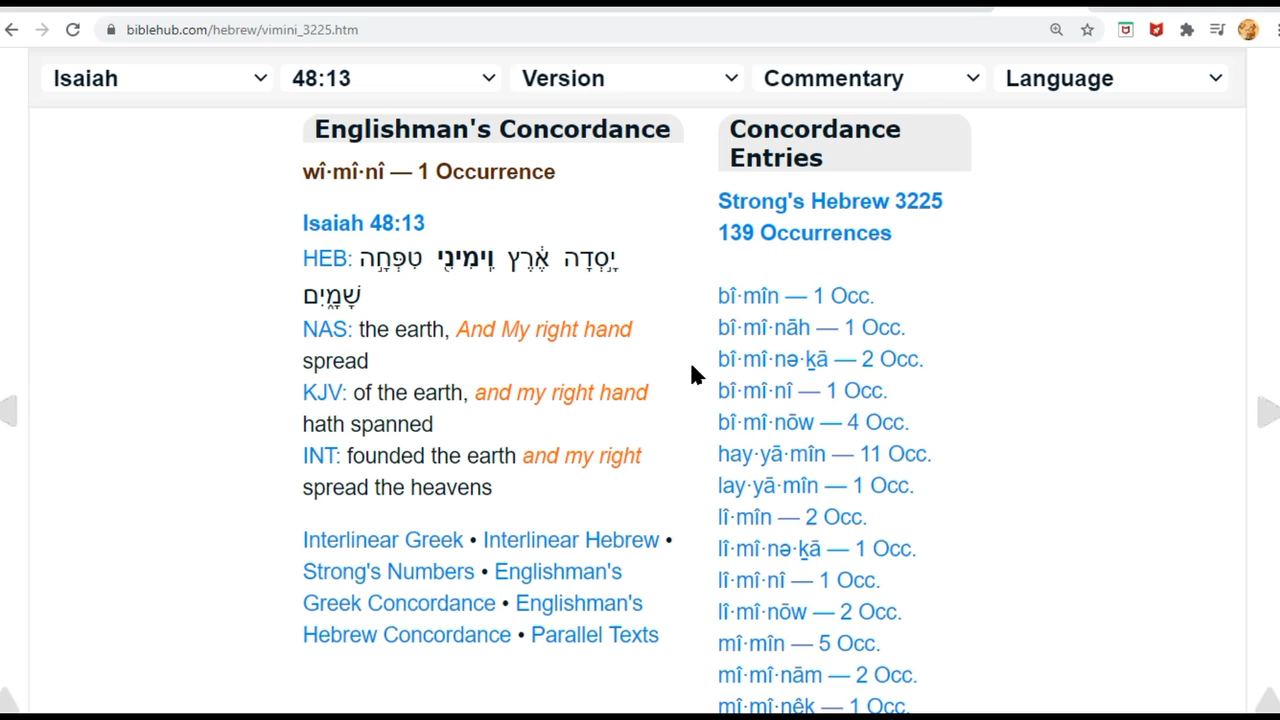 biblehub.com/hebrew/vimini_3225.htm
Isaiah
48:13
Version
Commentary
Language
Englishman's Concordance
wî·mî·nî — 1 Occurrence
Isaiah 48:13
HEB: יָ֣סְדָה אֶ֔רֶץ וִֽימִינִ֖י טִפְּחָ֣ה
שָׁמָ֑יִם
NAS: the earth, And My right hand
spread
KJV: of the earth, and my right hand
hath spanned
INT: founded the earth and my right
spread the heavens
Interlinear Greek • Interlinear Hebrew •
Strong's Numbers • Englishman's
Greek Concordance • Englishman's
Hebrew Concordance • Parallel Texts
Concordance
Entries
Strong's Hebrew 3225
139 Occurrences
bî·mîn — 1 Occ.
bî·mî·nāh — 1 Occ.
bî·mî·nə·ḵā — 2 Occ.
bî·mî·nî — 1 Occ.
bî·mî·nōw — 4 Occ.
hay·yā·mîn — 11 Occ.
lay·yā·mîn — 1 Occ.
lî·mîn — 2 Occ.
lî·mî·nə·ḵā — 1 Occ.
lî·mî·nî — 1 Occ.
lî·mî·nōw — 2 Occ.
mî·mîn — 5 Occ.
mî·mî·nām — 2 Occ.
mî·mî·nêḵ — 1 Occ.